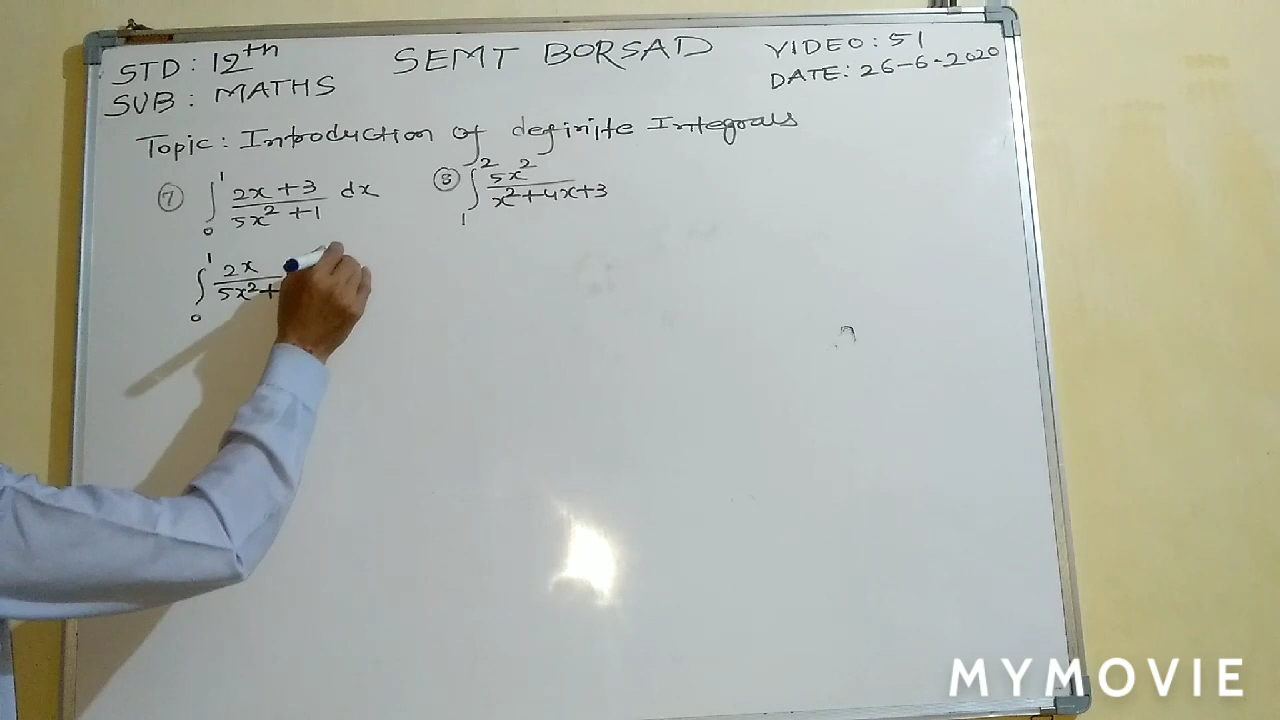 STD: 12th SEMT BORSAD VIDEO: 51
SUB: MATHS DATE: 26-6-2020
Topic: Introduction of definite Integrals
⑦ ∫₀¹ (2x+3)/(5x²+1) dx ⑧ ∫₁² 5x²/(x²+4x+3)
∫₀¹ 2x/(5x²+
MYMOVIE